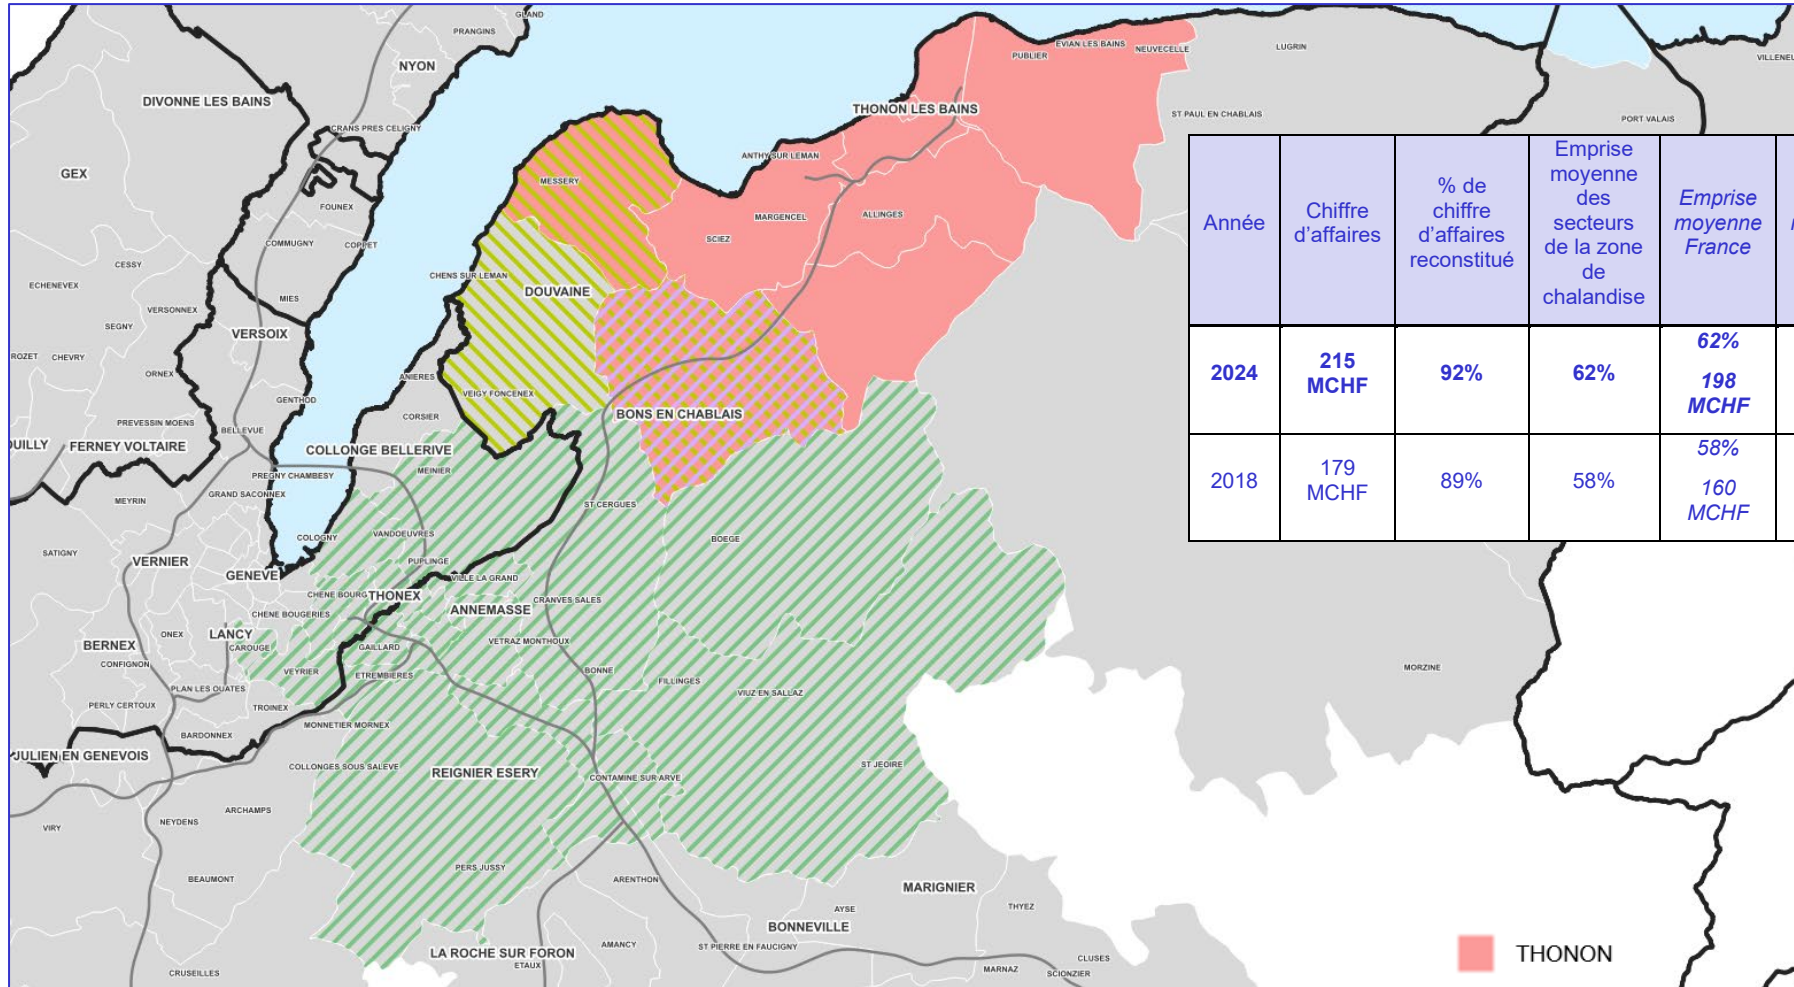 GLAND
PRANGINS
NYON
DIVONNE LES BAINS
CRANS PRES CELIGNY
GEX
FOUNEX
COMMUGNY
COPPET
CESSY
ECHENEVEX
MIES
VERSONNEX
SEGNY
VERSOIX
ROZET
CHEVRY
ORNEX
GENTHOD
PREVESSIN MOENS
BELLEVUE
OUILLY
FERNEY VOLTAIRE
PREGNY CHAMBESY
MEYRIN
GRAND SACONNEX
SATIGNY
VERNIER
GENEVE
COLOGNY
VANDOEUVRES
PUPLINGE
CHENE BOURG
THONEX
CHENE BOUGERIES
VILLE LA GRAND
ANNEMASSE
CRANVES SALES
BERNEX
ONEX
LANCY
CAROUGE
CONFIGNON
VEYRIER
GAILLARD
ETREMBIERES
VETRAZ MONTHOUX
BONNE
FILLINGES
VIUZ EN SALLAZ
PLAN LES OUATES
PERLY CERTOUX
TROINEX
BARDONNEX
MONNETIER MORNEX
JULIEN EN GENEVOIS
COLLONGES SOUS SALEVE
REIGNIER ESERY
CONTAMINE SUR ARVE
ST JEOIRE
ARCHAMPS
NEYDENS
VIRY
BEAUMONT
PERS JUSSY
ARENTHON
MARIGNIER
AYSE
THYEZ
BONNEVILLE
LA ROCHE SUR FORON
ETAUX
AMANCY
ST PIERRE EN FAUCIGNY
CLUSES
MARNAZ
SCIONZIER
CRUSEILLES
MORZINE
BOEGE
ST CERGUES
MEINIER
COLLONGE BELLERIVE
CORSIER
ANIERES
VEIGY FONCENEX
BONS EN CHABLAIS
DOUVAINE
CHENS SUR LEMAN
MESSERY
SCIEZ
MARGENCEL
ALLINGES
ANTHY SUR LEMAN
THONON LES BAINS
PUBLIER
EVIAN LES BAINS
NEUVECELLE
LUGRIN
ST PAUL EN CHABLAIS
PORT VALAIS
VILLENEU
Année
Chiffre
d'affaires
% de
chiffre
d'affaires
reconstitué
Emprise
moyenne
des
secteurs
de la zone
de
chalandise
Emprise
moyenne
France
2024
215
MCHF
92%
62%
62%
198
MCHF
2018
179
MCHF
89%
58%
58%
160
MCHF
THONON